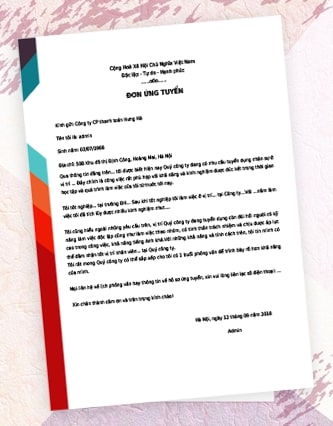 Cộng Hoà Xã Hội Chủ Nghĩa Việt Nam
Độc lập - Tự do - Hạnh phúc
......o0o......
ĐƠN ỨNG TUYỂN
Kính gửi: Công ty CP thanh toán Hưng Hà
Tên tôi là: admin
Sinh năm: 02/07/1988
Địa chỉ: 508 Khu đô thị Định Công, Hoàng Mai, Hà Nội
Qua thông tin đăng trên... tôi được biết hiện nay Quý công ty đang có nhu cầu tuyển dụng nhân sự ở
vị trí ... Đây chính là công việc rất phù hợp với khả năng và kinh nghiệm được đúc kết trong thời gian
học tập và quá trình làm việc của tôi từ trước tới nay.
Tôi tốt nghiệp... tại trường ĐH... Sau khi tốt nghiệp tôi làm việc ở vị trí... tại Công ty...Với ...năm làm
việc tôi đã tích lũy được nhiều kinh nghiệm như....
Tôi cũng hiểu ngoài những yêu cầu trên, vị trí Quý công ty đang tuyển dụng còn đòi hỏi người có kỹ
năng làm việc độc lập cũng như làm việc theo nhóm, có tinh thần trách nhiệm và chịu được áp lực
cao trong công việc, khả năng tiếng Anh khá.Với những khả năng và tính cách trên, tôi tin mình có
thể đảm nhận tốt vị trí nhân viên... tại Quý công ty.
Tôi rất mong Quý công ty có thể sắp xếp cho tôi có 1 buổi phỏng vấn để trình bày rõ hơn khả năng
của mình.
Mọi liên hệ về lịch phỏng vấn hay thông tin về hồ sơ ứng tuyển, xin vui lòng liên lạc số điện thoại ...
Xin chân thành cảm ơn và trân trọng kính chào!
Hà Nội, ngày 12 tháng 09 năm 2018
Admin